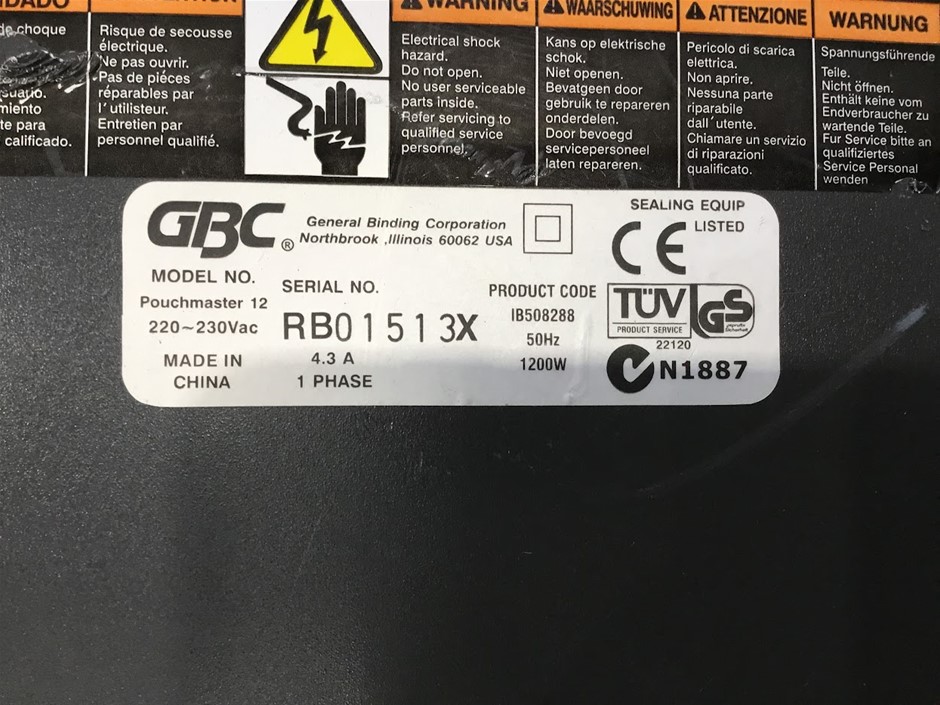 IDADO
de choque
suario.
miento
te para
calificado.
Risque de secousse
électrique.
Ne pas ouvrir.
Pas de piéces
réparables par
l'utilisteur.
Entretien par
personnel qualifié.
WARNING
Electrical shock
hazard.
Do not open.
No user serviceable
parts inside.
Refer servicing to
qualified service
personnel.
WAARSCHUWING
Kans op elektrische
schok.
Niet openen.
Bevatgeen door
gebruik te repareren
onderdelen.
Door bevoegd
servicepersoneel
laten repareren.
ATTENZIONE
Pericolo di scarica
elettrica.
Non aprire,
Nessuna parte
riparabile
dall'utente.
Chiamare un servizio
di riparazioni
qualificato.
WARNUNG
Spannungsführende
Teile.
Nicht öffnen.
Enthält keine vom
Endverbraucher zu
wartende Teile.
Fur Service bitte an
qualifiziertes
Service Personal
wenden
GBC®
General Binding Corporation
Northbrook ,Illinois 60062 USA
SEALING EQUIP
LISTED
CE
MODEL NO.
Pouchmaster 12
220~230Vac
MADE IN
CHINA
SERIAL NO.
RB01513X
4.3 A
1 PHASE
PRODUCT CODE
IB508288
50Hz
1200W
TÜV
PRODUCT SERVICE
GS
geprüfte
Sicherheit
22120
N1887